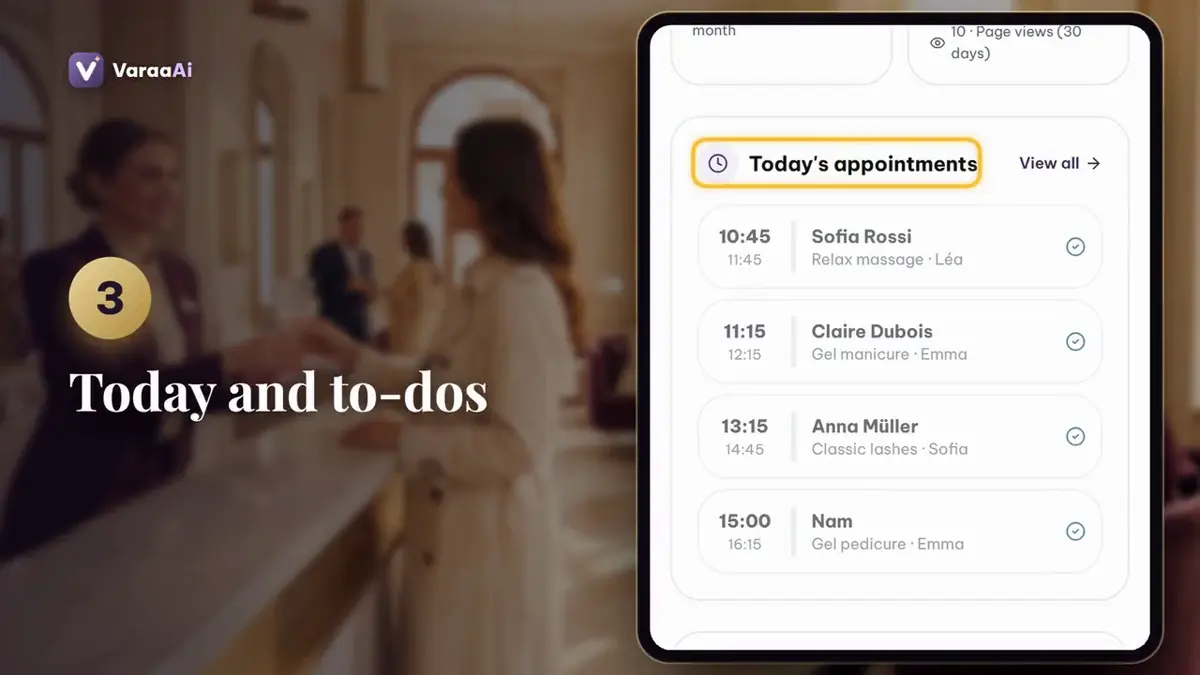 VaraaAi
3
Today and to-dos
month
10 · Page views (30
days)
Today's appointments
View all →
10:45
11:45
Sofia Rossi
Relax massage · Léa
11:15
12:15
Claire Dubois
Gel manicure · Emma
13:15
14:45
Anna Müller
Classic lashes · Sofia
15:00
16:15
Nam
Gel pedicure · Emma